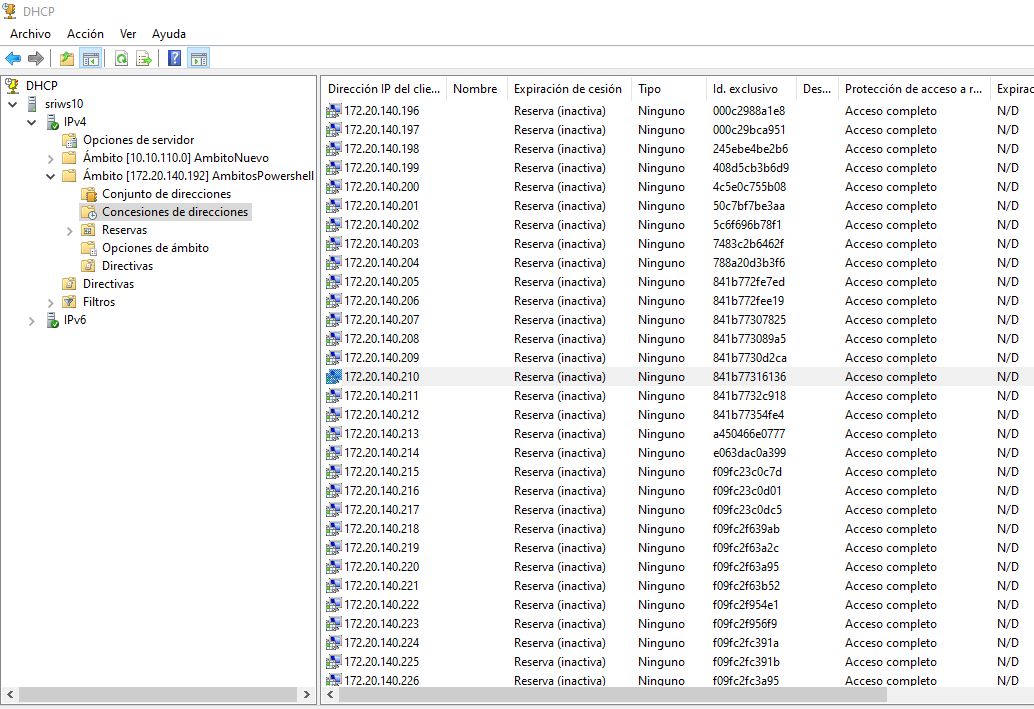 DHCP
Archivo Acción Ver Ayuda
DHCP
sriws10
IPv4
Opciones de servidor
Ámbito [10.10.110.0] AmbitoNuevo
Ámbito [172.20.140.192] AmbitosPowershell
Conjunto de direcciones
Concesiones de direcciones
Reservas
Opciones de ámbito
Directivas
Directivas
Filtros
IPv6
Dirección IP del clie... Nombre Expiración de cesión Tipo Id. exclusivo Des... Protección de acceso a r... Expirac
172.20.140.196 Reserva (inactiva) Ninguno 000c2988a1e8 Acceso completo N/D
172.20.140.197 Reserva (inactiva) Ninguno 000c29bca951 Acceso completo N/D
172.20.140.198 Reserva (inactiva) Ninguno 245ebe4be2b6 Acceso completo N/D
172.20.140.199 Reserva (inactiva) Ninguno 408d5cb3b6d9 Acceso completo N/D
172.20.140.200 Reserva (inactiva) Ninguno 4c5e0c755b08 Acceso completo N/D
172.20.140.201 Reserva (inactiva) Ninguno 50c7bf7be3aa Acceso completo N/D
172.20.140.202 Reserva (inactiva) Ninguno 5c6f696b78f1 Acceso completo N/D
172.20.140.203 Reserva (inactiva) Ninguno 7483c2b6462f Acceso completo N/D
172.20.140.204 Reserva (inactiva) Ninguno 788a20d3b3f6 Acceso completo N/D
172.20.140.205 Reserva (inactiva) Ninguno 841b772fe7ed Acceso completo N/D
172.20.140.206 Reserva (inactiva) Ninguno 841b772fee19 Acceso completo N/D
172.20.140.207 Reserva (inactiva) Ninguno 841b77307825 Acceso completo N/D
172.20.140.208 Reserva (inactiva) Ninguno 841b773089a5 Acceso completo N/D
172.20.140.209 Reserva (inactiva) Ninguno 841b7730d2ca Acceso completo N/D
172.20.140.210 Reserva (inactiva) Ninguno 841b77316136 Acceso completo N/D
172.20.140.211 Reserva (inactiva) Ninguno 841b7732c918 Acceso completo N/D
172.20.140.212 Reserva (inactiva) Ninguno 841b77354fe4 Acceso completo N/D
172.20.140.213 Reserva (inactiva) Ninguno a450466e0777 Acceso completo N/D
172.20.140.214 Reserva (inactiva) Ninguno e063dac0a399 Acceso completo N/D
172.20.140.215 Reserva (inactiva) Ninguno f09fc23c0c7d Acceso completo N/D
172.20.140.216 Reserva (inactiva) Ninguno f09fc23c0d01 Acceso completo N/D
172.20.140.217 Reserva (inactiva) Ninguno f09fc23c0dc5 Acceso completo N/D
172.20.140.218 Reserva (inactiva) Ninguno f09fc2f639ab Acceso completo N/D
172.20.140.219 Reserva (inactiva) Ninguno f09fc2f63a2c Acceso completo N/D
172.20.140.220 Reserva (inactiva) Ninguno f09fc2f63a95 Acceso completo N/D
172.20.140.221 Reserva (inactiva) Ninguno f09fc2f63b52 Acceso completo N/D
172.20.140.222 Reserva (inactiva) Ninguno f09fc2f954e1 Acceso completo N/D
172.20.140.223 Reserva (inactiva) Ninguno f09fc2f956f9 Acceso completo N/D
172.20.140.224 Reserva (inactiva) Ninguno f09fc2fc391a Acceso completo N/D
172.20.140.225 Reserva (inactiva) Ninguno f09fc2fc391b Acceso completo N/D
172.20.140.226 Reserva (inactiva) Ninguno f09fc2fc3a95 Acceso completo N/D